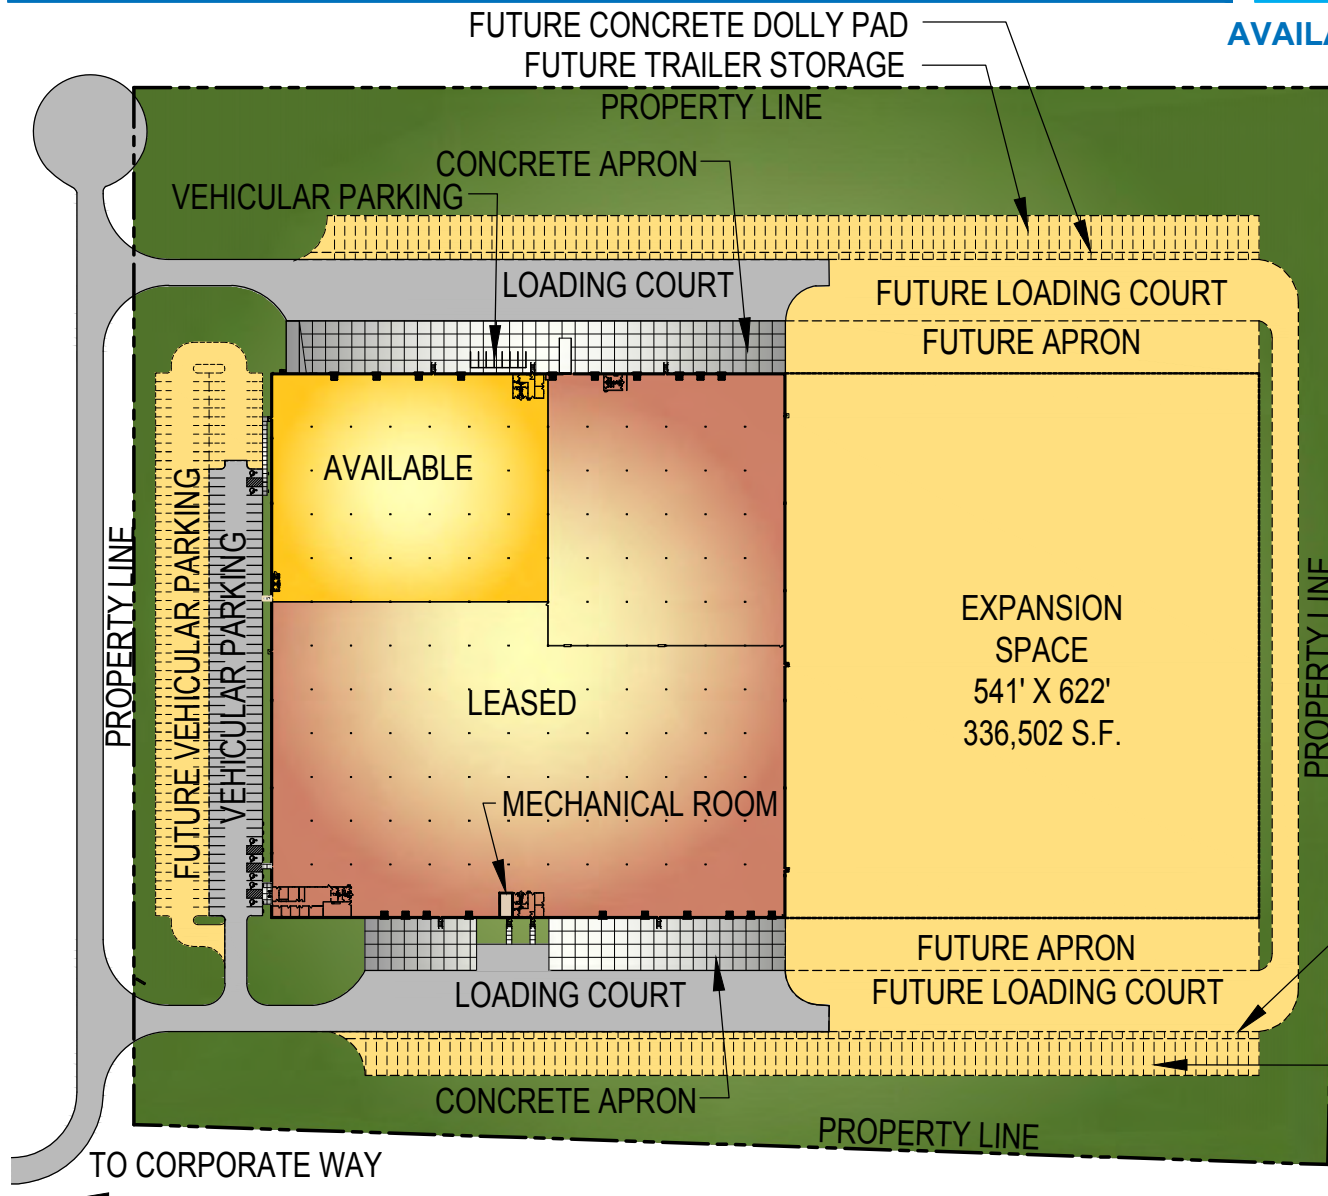 FUTURE CONCRETE DOLLY PAD
FUTURE TRAILER STORAGE
PROPERTY LINE
CONCRETE APRON
VEHICULAR PARKING
LOADING COURT
FUTURE LOADING COURT
FUTURE APRON
AVAILABLE
PROPERTY LINE
FUTURE VEHICULAR PARKING
VEHICULAR PARKING
EXPANSION
SPACE
541' X 622'
336,502 S.F.
PROPERTY LINE
LEASED
MECHANICAL ROOM
FUTURE APRON
LOADING COURT
FUTURE LOADING COURT
CONCRETE APRON
PROPERTY LINE
TO CORPORATE WAY